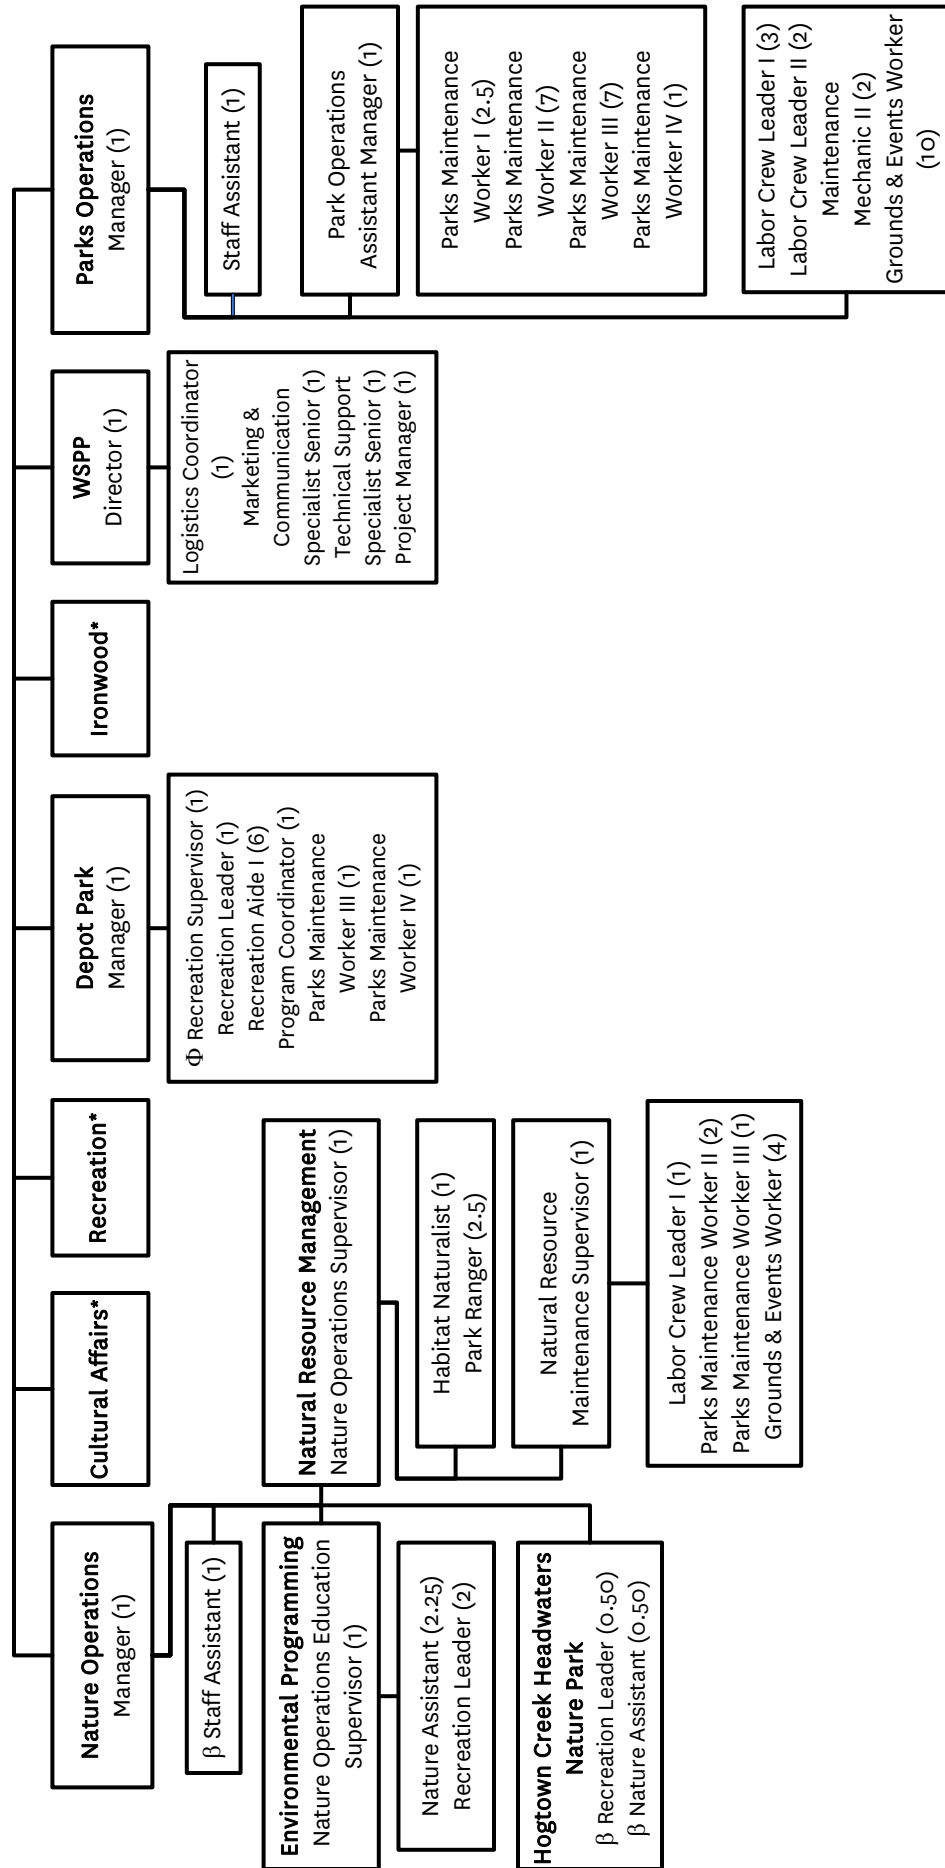 Nature Operations
Manager (1)
β Staff Assistant (1)
Environmental Programming
Nature Operations Education
Supervisor (1)
Nature Assistant (2.25)
Recreation Leader (2)
Hogtown Creek Headwaters
Nature Park
β Recreation Leader (0.50)
β Nature Assistant (0.50)
Natural Resource Management
Nature Operations Supervisor (1)
Habitat Naturalist (1)
Park Ranger (2.5)
Natural Resource
Maintenance Supervisor (1)
Labor Crew Leader I (1)
Parks Maintenance Worker II (2)
Parks Maintenance Worker III (1)
Grounds & Events Worker (4)
Cultural Affairs*
Recreation*
Depot Park
Manager (1)
Φ Recreation Supervisor (1)
Recreation Leader (1)
Recreation Aide I (6)
Program Coordinator (1)
Parks Maintenance
Worker III (1)
Parks Maintenance
Worker IV (1)
Ironwood*
WSPP
Director (1)
Logistics Coordinator
(1)
Marketing &
Communication
Specialist Senior (1)
Technical Support
Specialist Senior (1)
Project Manager (1)
Parks Operations
Manager (1)
Staff Assistant (1)
Park Operations
Assistant Manager (1)
Parks Maintenance
Worker I (2.5)
Parks Maintenance
Worker II (7)
Parks Maintenance
Worker III (7)
Parks Maintenance
Worker IV (1)
Labor Crew Leader I (3)
Labor Crew Leader II (2)
Maintenance
Mechanic II (2)
Grounds & Events Worker
(10)